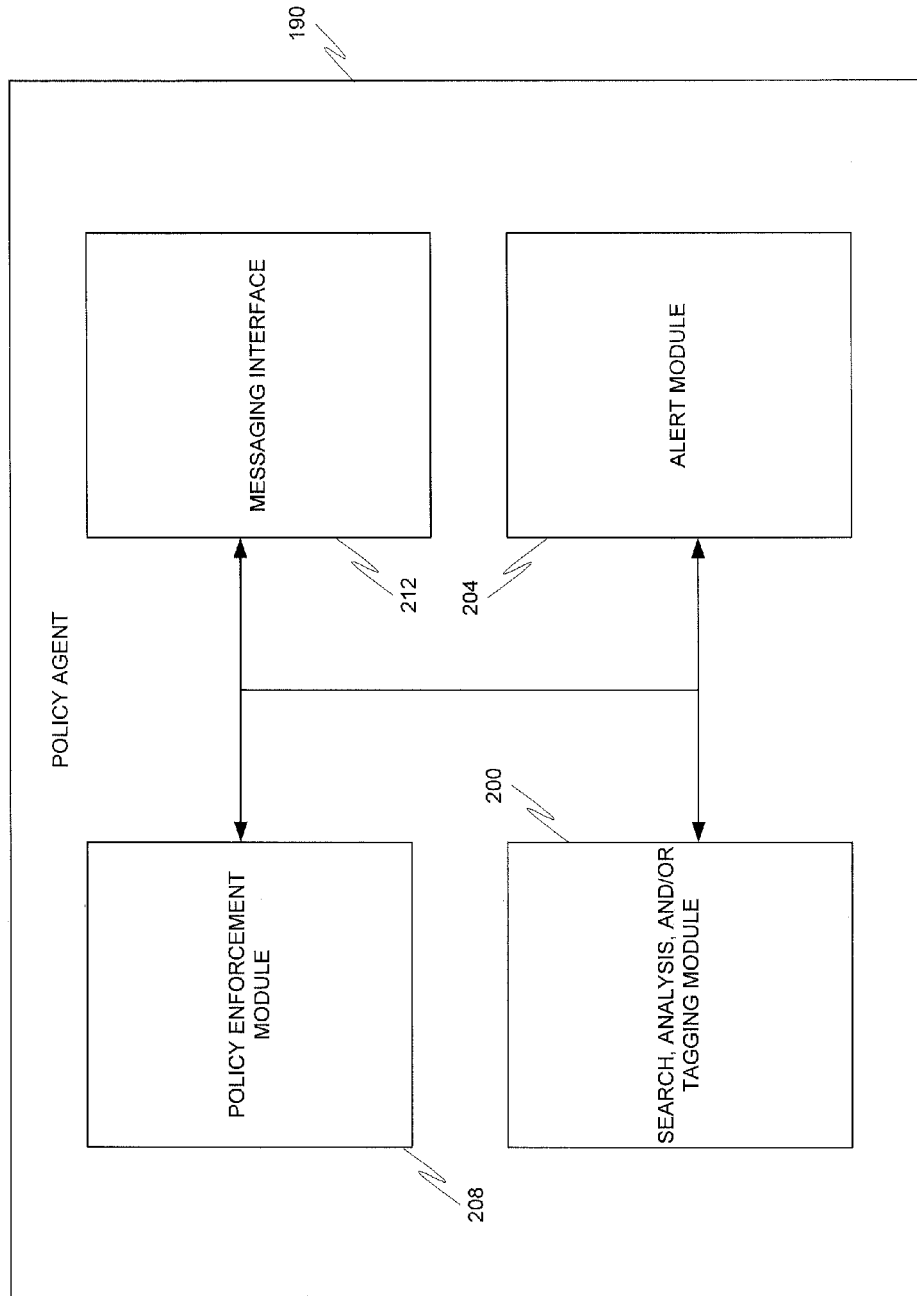 190
POLICY AGENT
POLICY ENFORCEMENT
MODULE
208
MESSAGING INTERFACE
212
SEARCH, ANALYSIS, AND/OR
TAGGING MODULE
200
ALERT MODULE
204